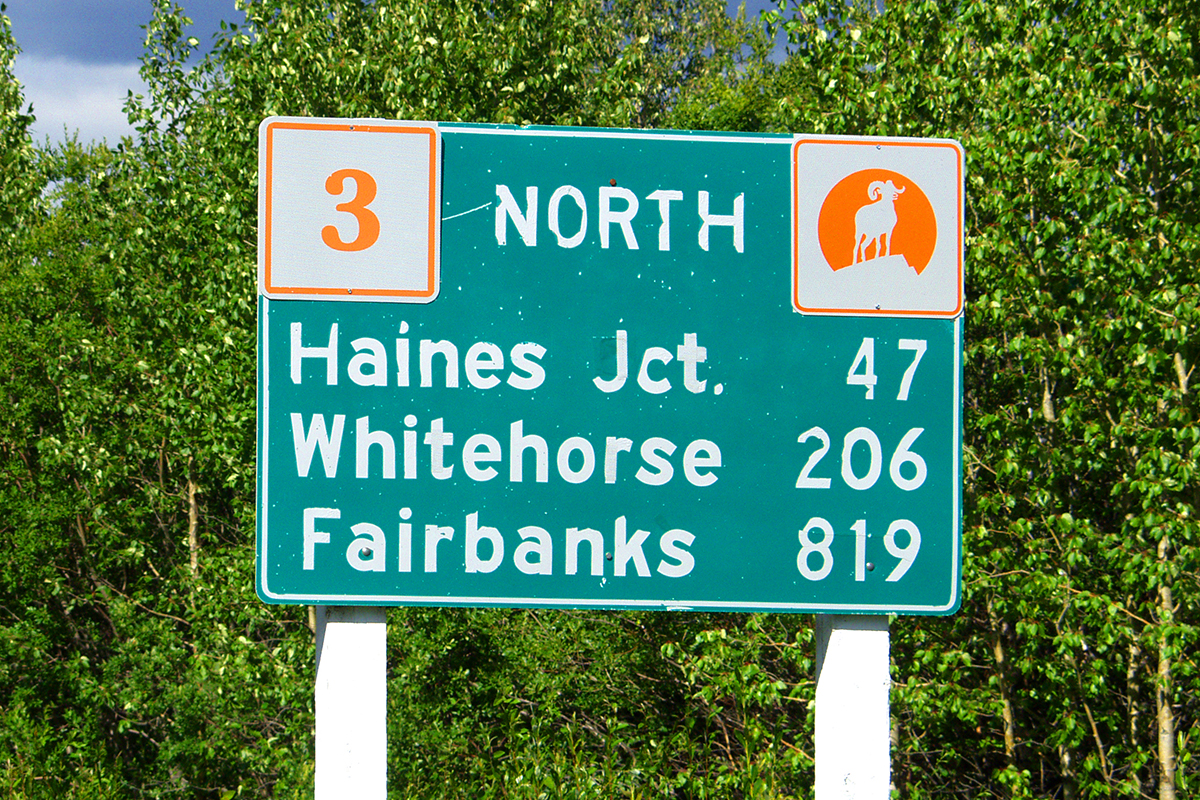 3 NORTH
Haines Jct. 47
Whitehorse 206
Fairbanks 819